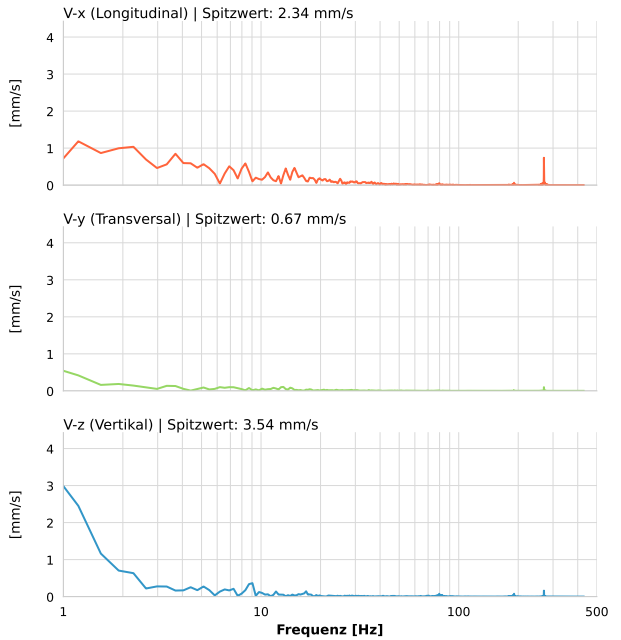 V-x (Longitudinal) | Spitzwert: 2.34 mm/s
4
3
2
1
0
[mm/s]
V-y (Transversal) | Spitzwert: 0.67 mm/s
4
3
2
1
0
[mm/s]
V-z (Vertikal) | Spitzwert: 3.54 mm/s
4
3
2
1
0
[mm/s]
1 10 100 500
Frequenz [Hz]